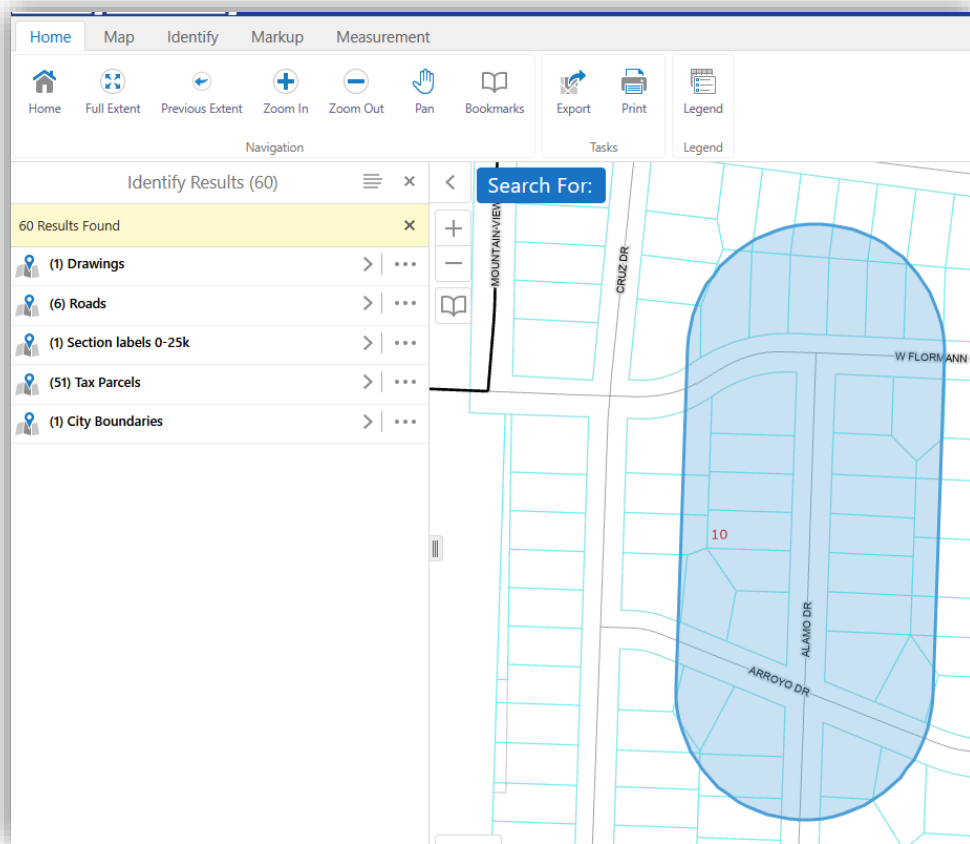 Home Map Identify Markup Measurement
Home Full Extent Previous Extent Zoom In Zoom Out Pan Bookmarks Export Print Legend
Navigation Tasks Legend
Identify Results (60)
60 Results Found
(1) Drawings
(6) Roads
(1) Section labels 0-25k
(51) Tax Parcels
(1) City Boundaries
Search For:
MOUNTAIN VIEW
CRUZ DR
W FLORMANN
10
ALAMO DR
ARROYO DR